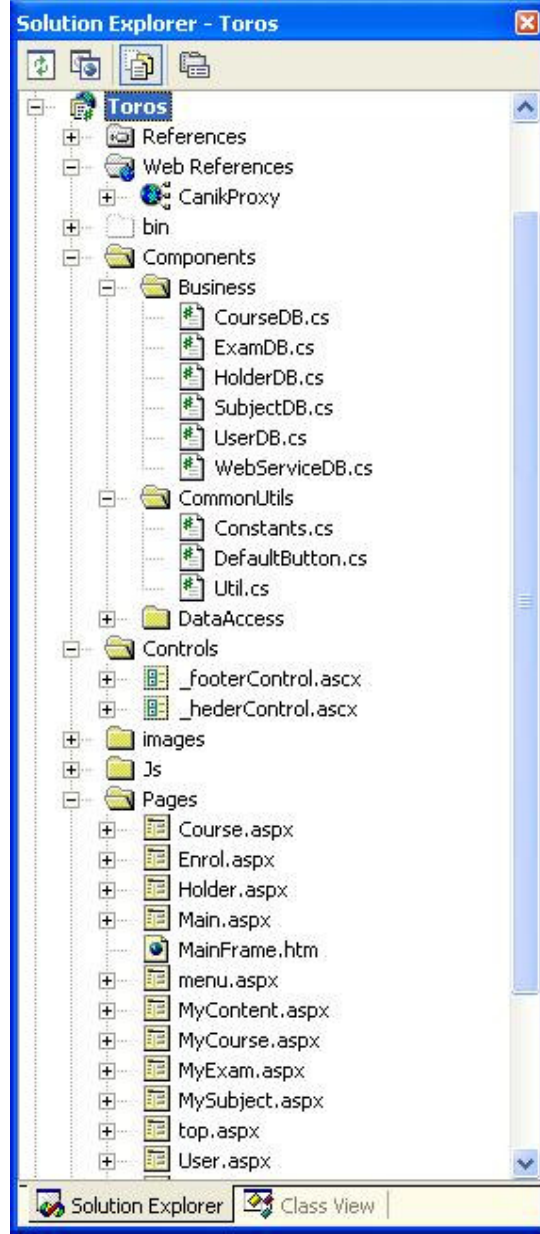 Solution Explorer - Toros
Toros
References
Web References
CanikProxy
bin
Components
Business
CourseDB.cs
ExamDB.cs
HolderDB.cs
SubjectDB.cs
UserDB.cs
WebServiceDB.cs
CommonUtils
Constants.cs
DefaultButton.cs
Util.cs
DataAccess
Controls
_footerControl.ascx
_hederControl.ascx
images
Js
Pages
Course.aspx
Enrol.aspx
Holder.aspx
Main.aspx
MainFrame.htm
menu.aspx
MyContent.aspx
MyCourse.aspx
MyExam.aspx
MySubject.aspx
top.aspx
User.aspx
Solution Explorer Class View